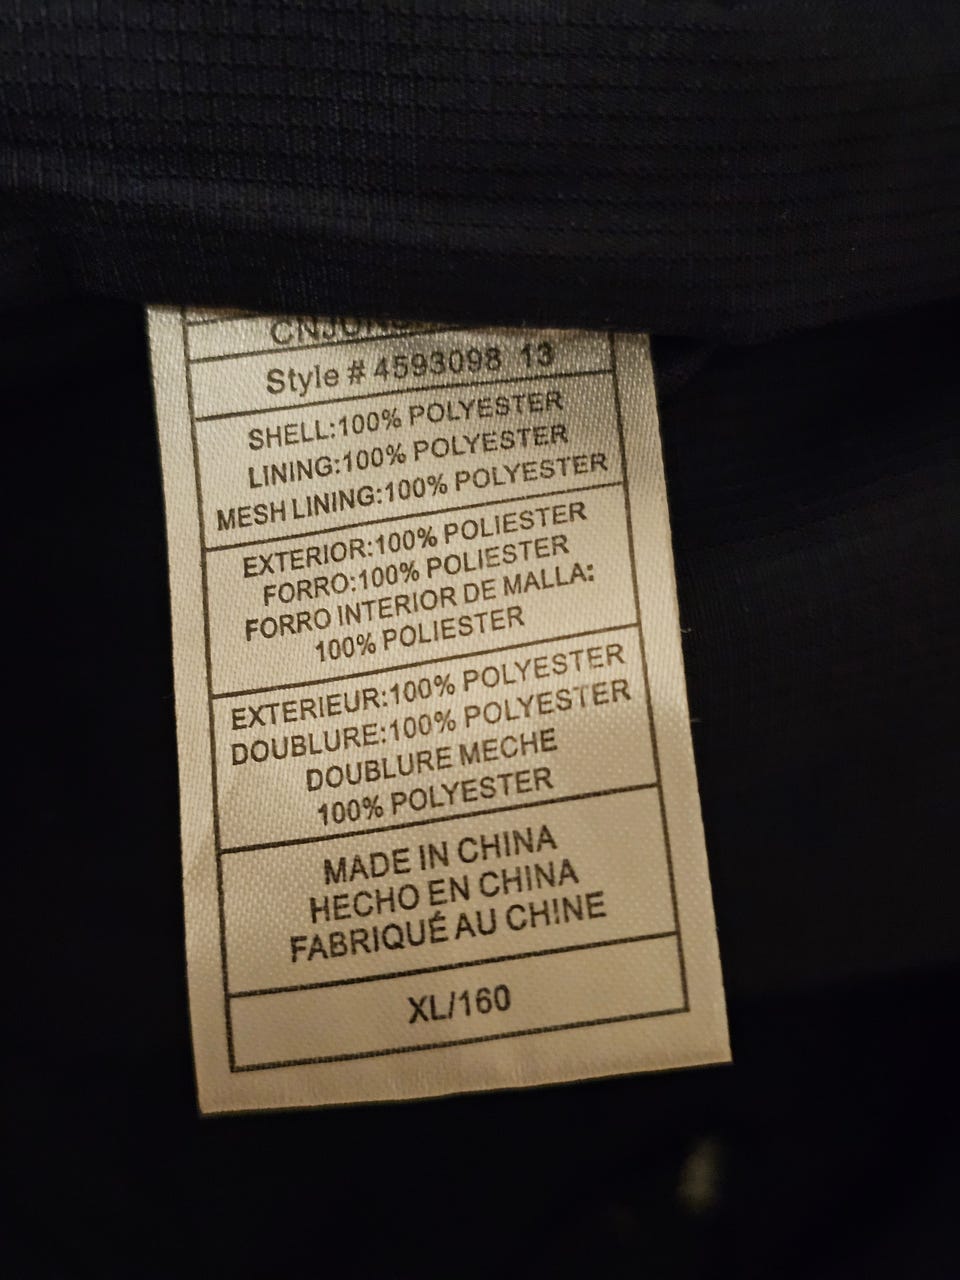 Style # 4593098 13
SHELL:100% POLYESTER
LINING:100% POLYESTER
MESH LINING:100% POLYESTER
EXTERIOR:100% POLIESTER
FORRO:100% POLIESTER
FORRO INTERIOR DE MALLA:
100% POLIESTER
EXTERIEUR:100% POLYESTER
DOUBLURE:100% POLYESTER
DOUBLURE MECHE
100% POLYESTER
MADE IN CHINA
HECHO EN CHINA
FABRIQUÉ AU CHINE
XL/160